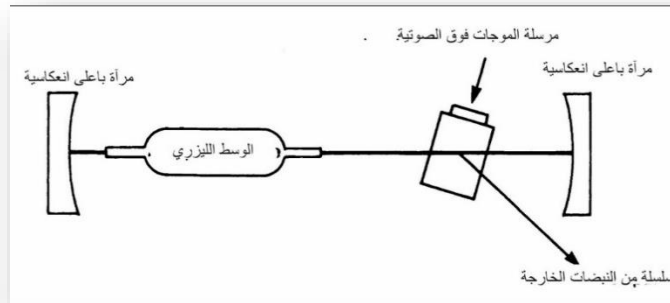 مرسلة الموجات فوق الصوتية.
مرآة باعلى انعكاسية
مرآة باعلى انعكاسية
الوسط الليزري
سلسلة من النبضات الخارجة